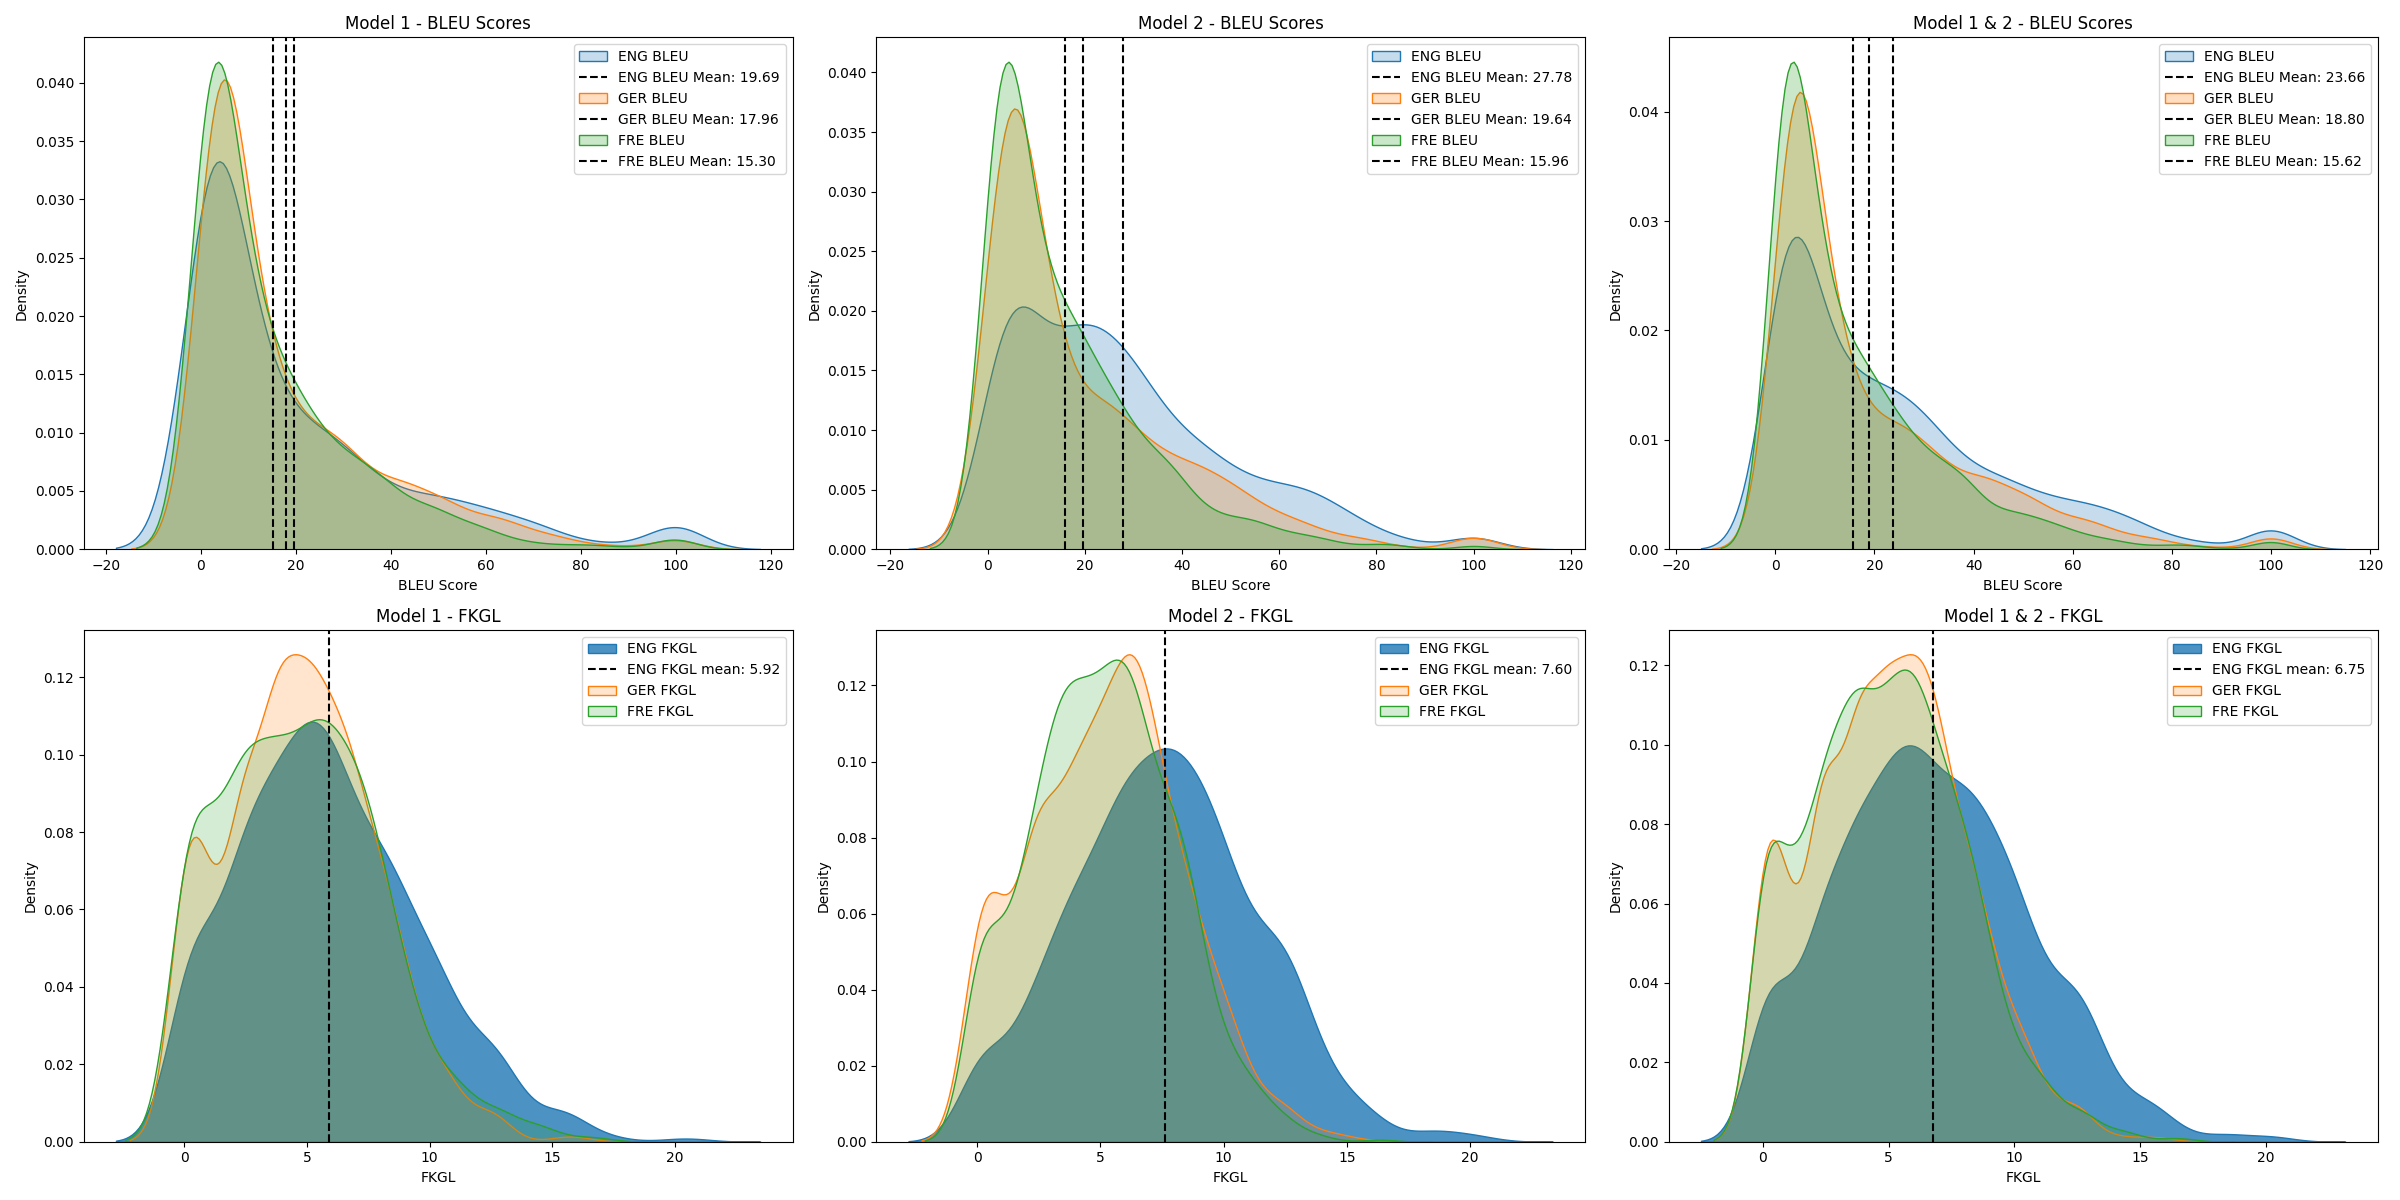 Model 1 - BLEU Scores
ENG BLEU
ENG BLEU Mean: 19.69
GER BLEU
GER BLEU Mean: 17.96
FRE BLEU
FRE BLEU Mean: 15.30
0.040
0.035
0.030
0.025
0.020
0.015
0.010
0.005
0.000
Density
−20 0 20 40 60 80 100 120
BLEU Score
Model 2 - BLEU Scores
ENG BLEU
ENG BLEU Mean: 27.78
GER BLEU
GER BLEU Mean: 19.64
FRE BLEU
FRE BLEU Mean: 15.96
0.040
0.035
0.030
0.025
0.020
0.015
0.010
0.005
0.000
Density
−20 0 20 40 60 80 100 120
BLEU Score
Model 1 & 2 - BLEU Scores
ENG BLEU
ENG BLEU Mean: 23.66
GER BLEU
GER BLEU Mean: 18.80
FRE BLEU
FRE BLEU Mean: 15.62
0.04
0.03
0.02
0.01
0.00
Density
−20 0 20 40 60 80 100 120
BLEU Score
Model 1 - FKGL
ENG FKGL
ENG FKGL mean: 5.92
GER FKGL
FRE FKGL
0.12
0.10
0.08
0.06
0.04
0.02
0.00
Density
0 5 10 15 20
FKGL
Model 2 - FKGL
ENG FKGL
ENG FKGL mean: 7.60
GER FKGL
FRE FKGL
0.12
0.10
0.08
0.06
0.04
0.02
0.00
Density
0 5 10 15 20
FKGL
Model 1 & 2 - FKGL
ENG FKGL
ENG FKGL mean: 6.75
GER FKGL
FRE FKGL
0.12
0.10
0.08
0.06
0.04
0.02
0.00
Density
0 5 10 15 20
FKGL